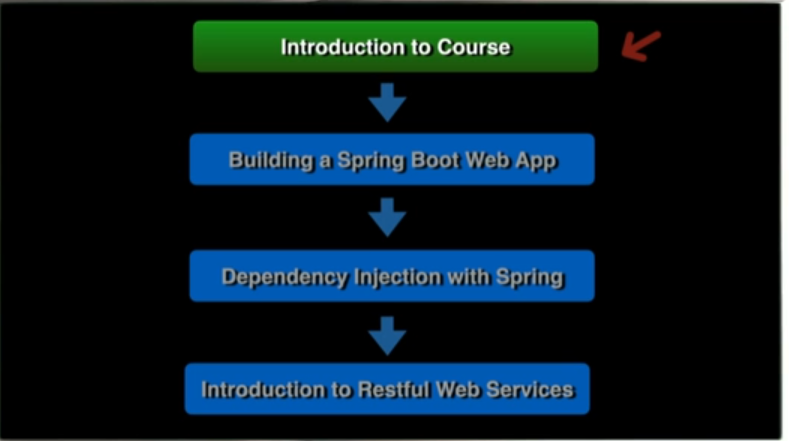 Introduction to Course
Building a Spring Boot Web App
Dependency Injection with Spring
Introduction to Restful Web Services